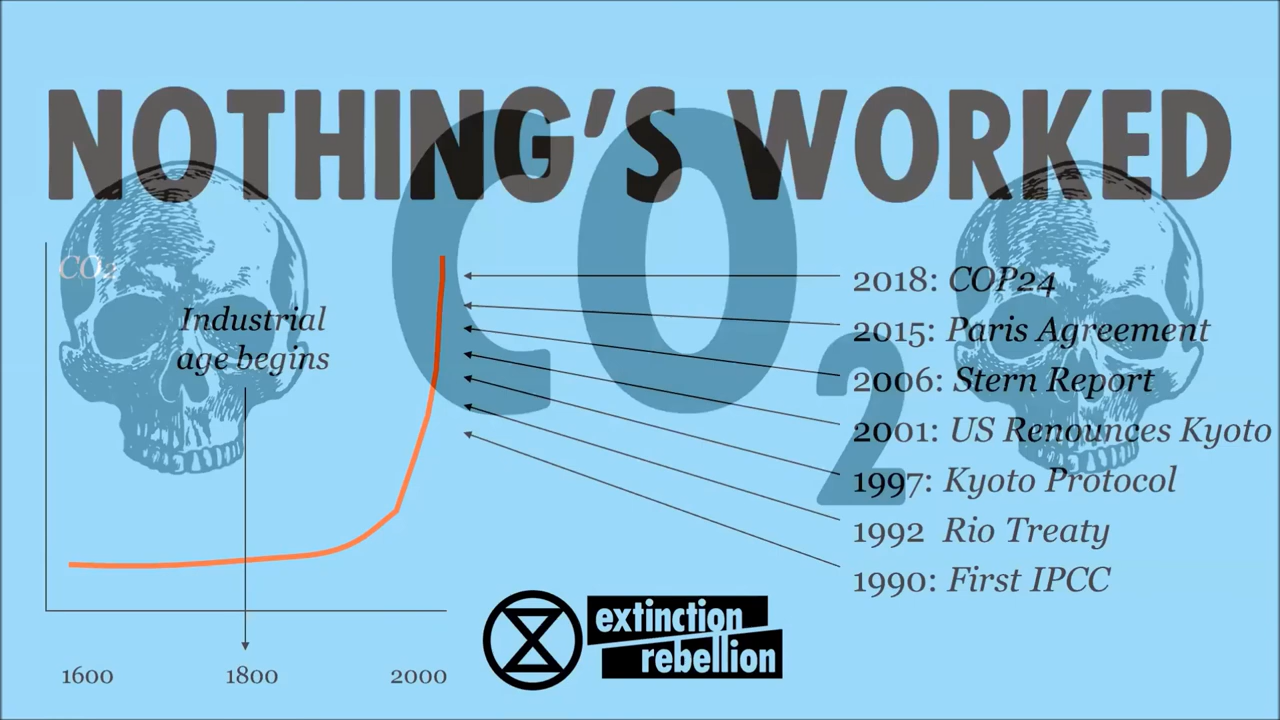 NOTHING'S WORKED
CO2
CO2
Industrial
age begins
2018: COP24
2015: Paris Agreement
2006: Stern Report
2001: US Renounces Kyoto
1997: Kyoto Protocol
1992 Rio Treaty
1990: First IPCC
extinction
rebellion
1600 1800 2000